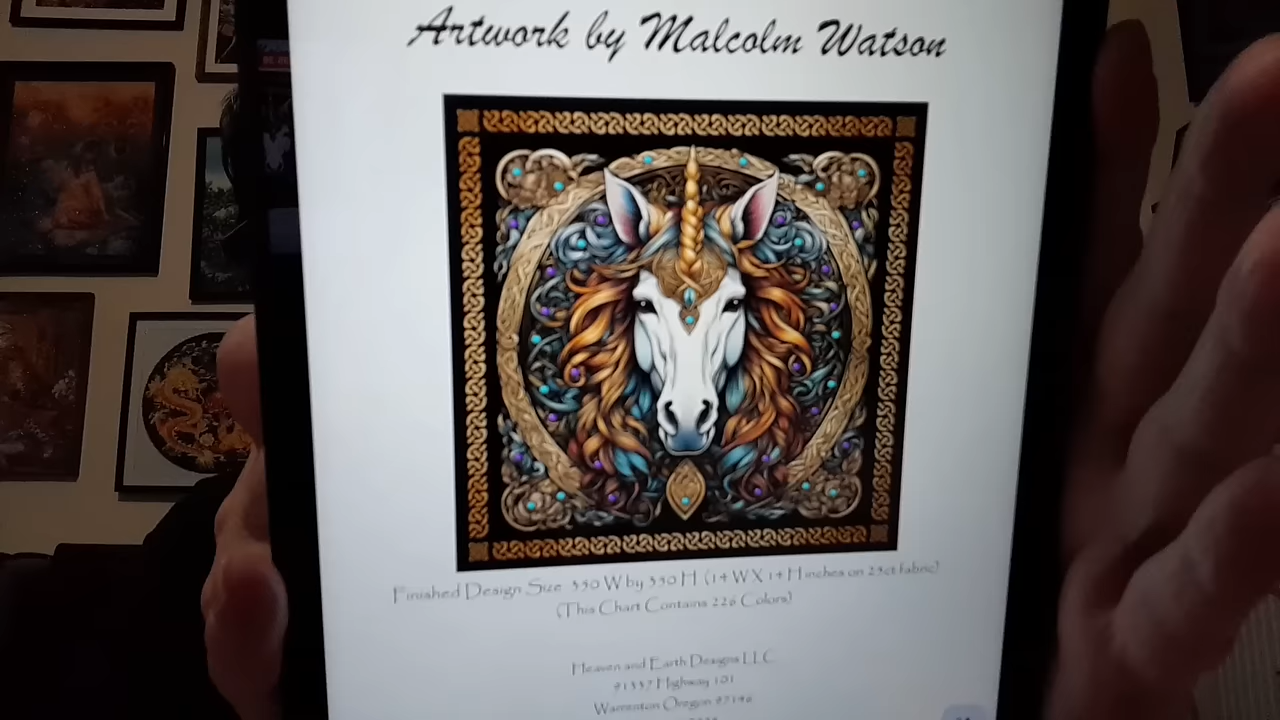 Artwork by Malcolm Watson
Finished Design Size 350 W by 350 H (14 W X 14 H inches on 25ct fabric)
(This Chart Contains 226 Colors)
Heaven and Earth Designs LLC
Highway 101
Warrenton Oregon 97146